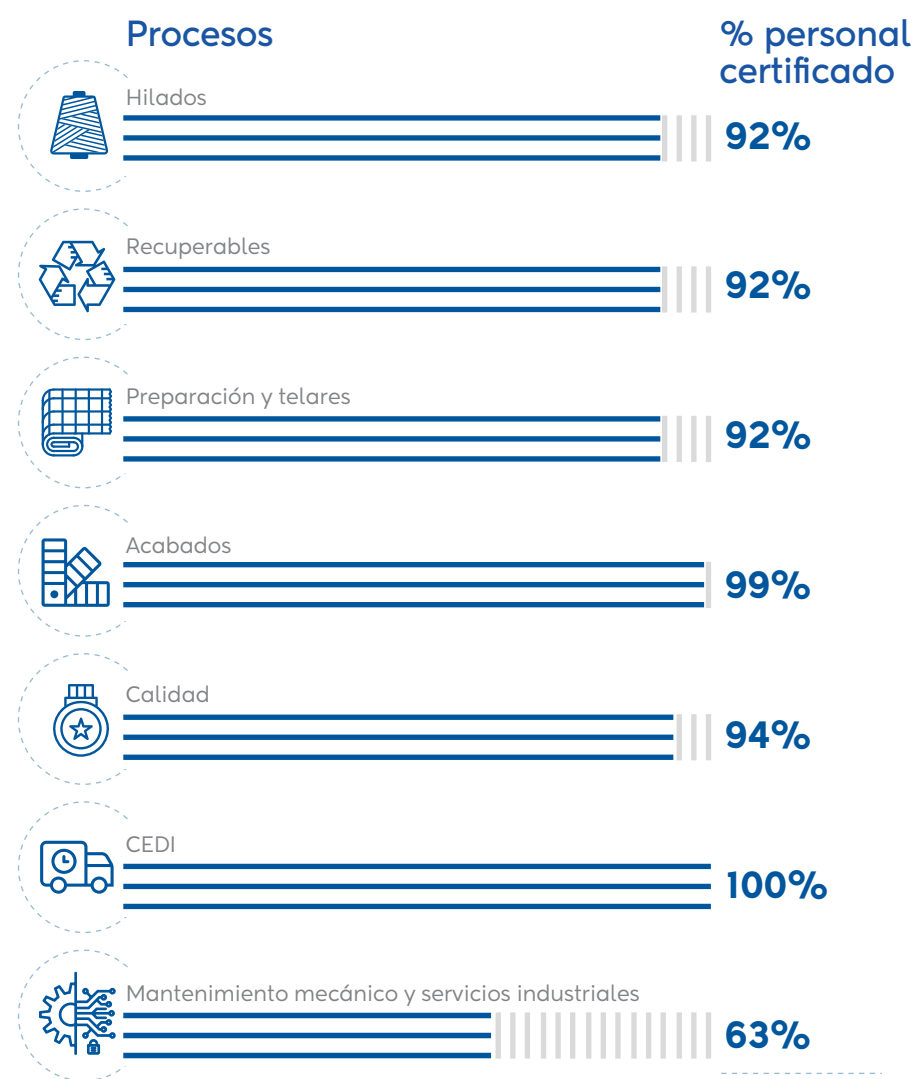 Procesos
% personal
certificado
Hilados
92%
Recuperables
92%
Preparación y telares
92%
Acabados
99%
Calidad
94%
CEDI
100%
Mantenimiento mecánico y servicios industriales
63%